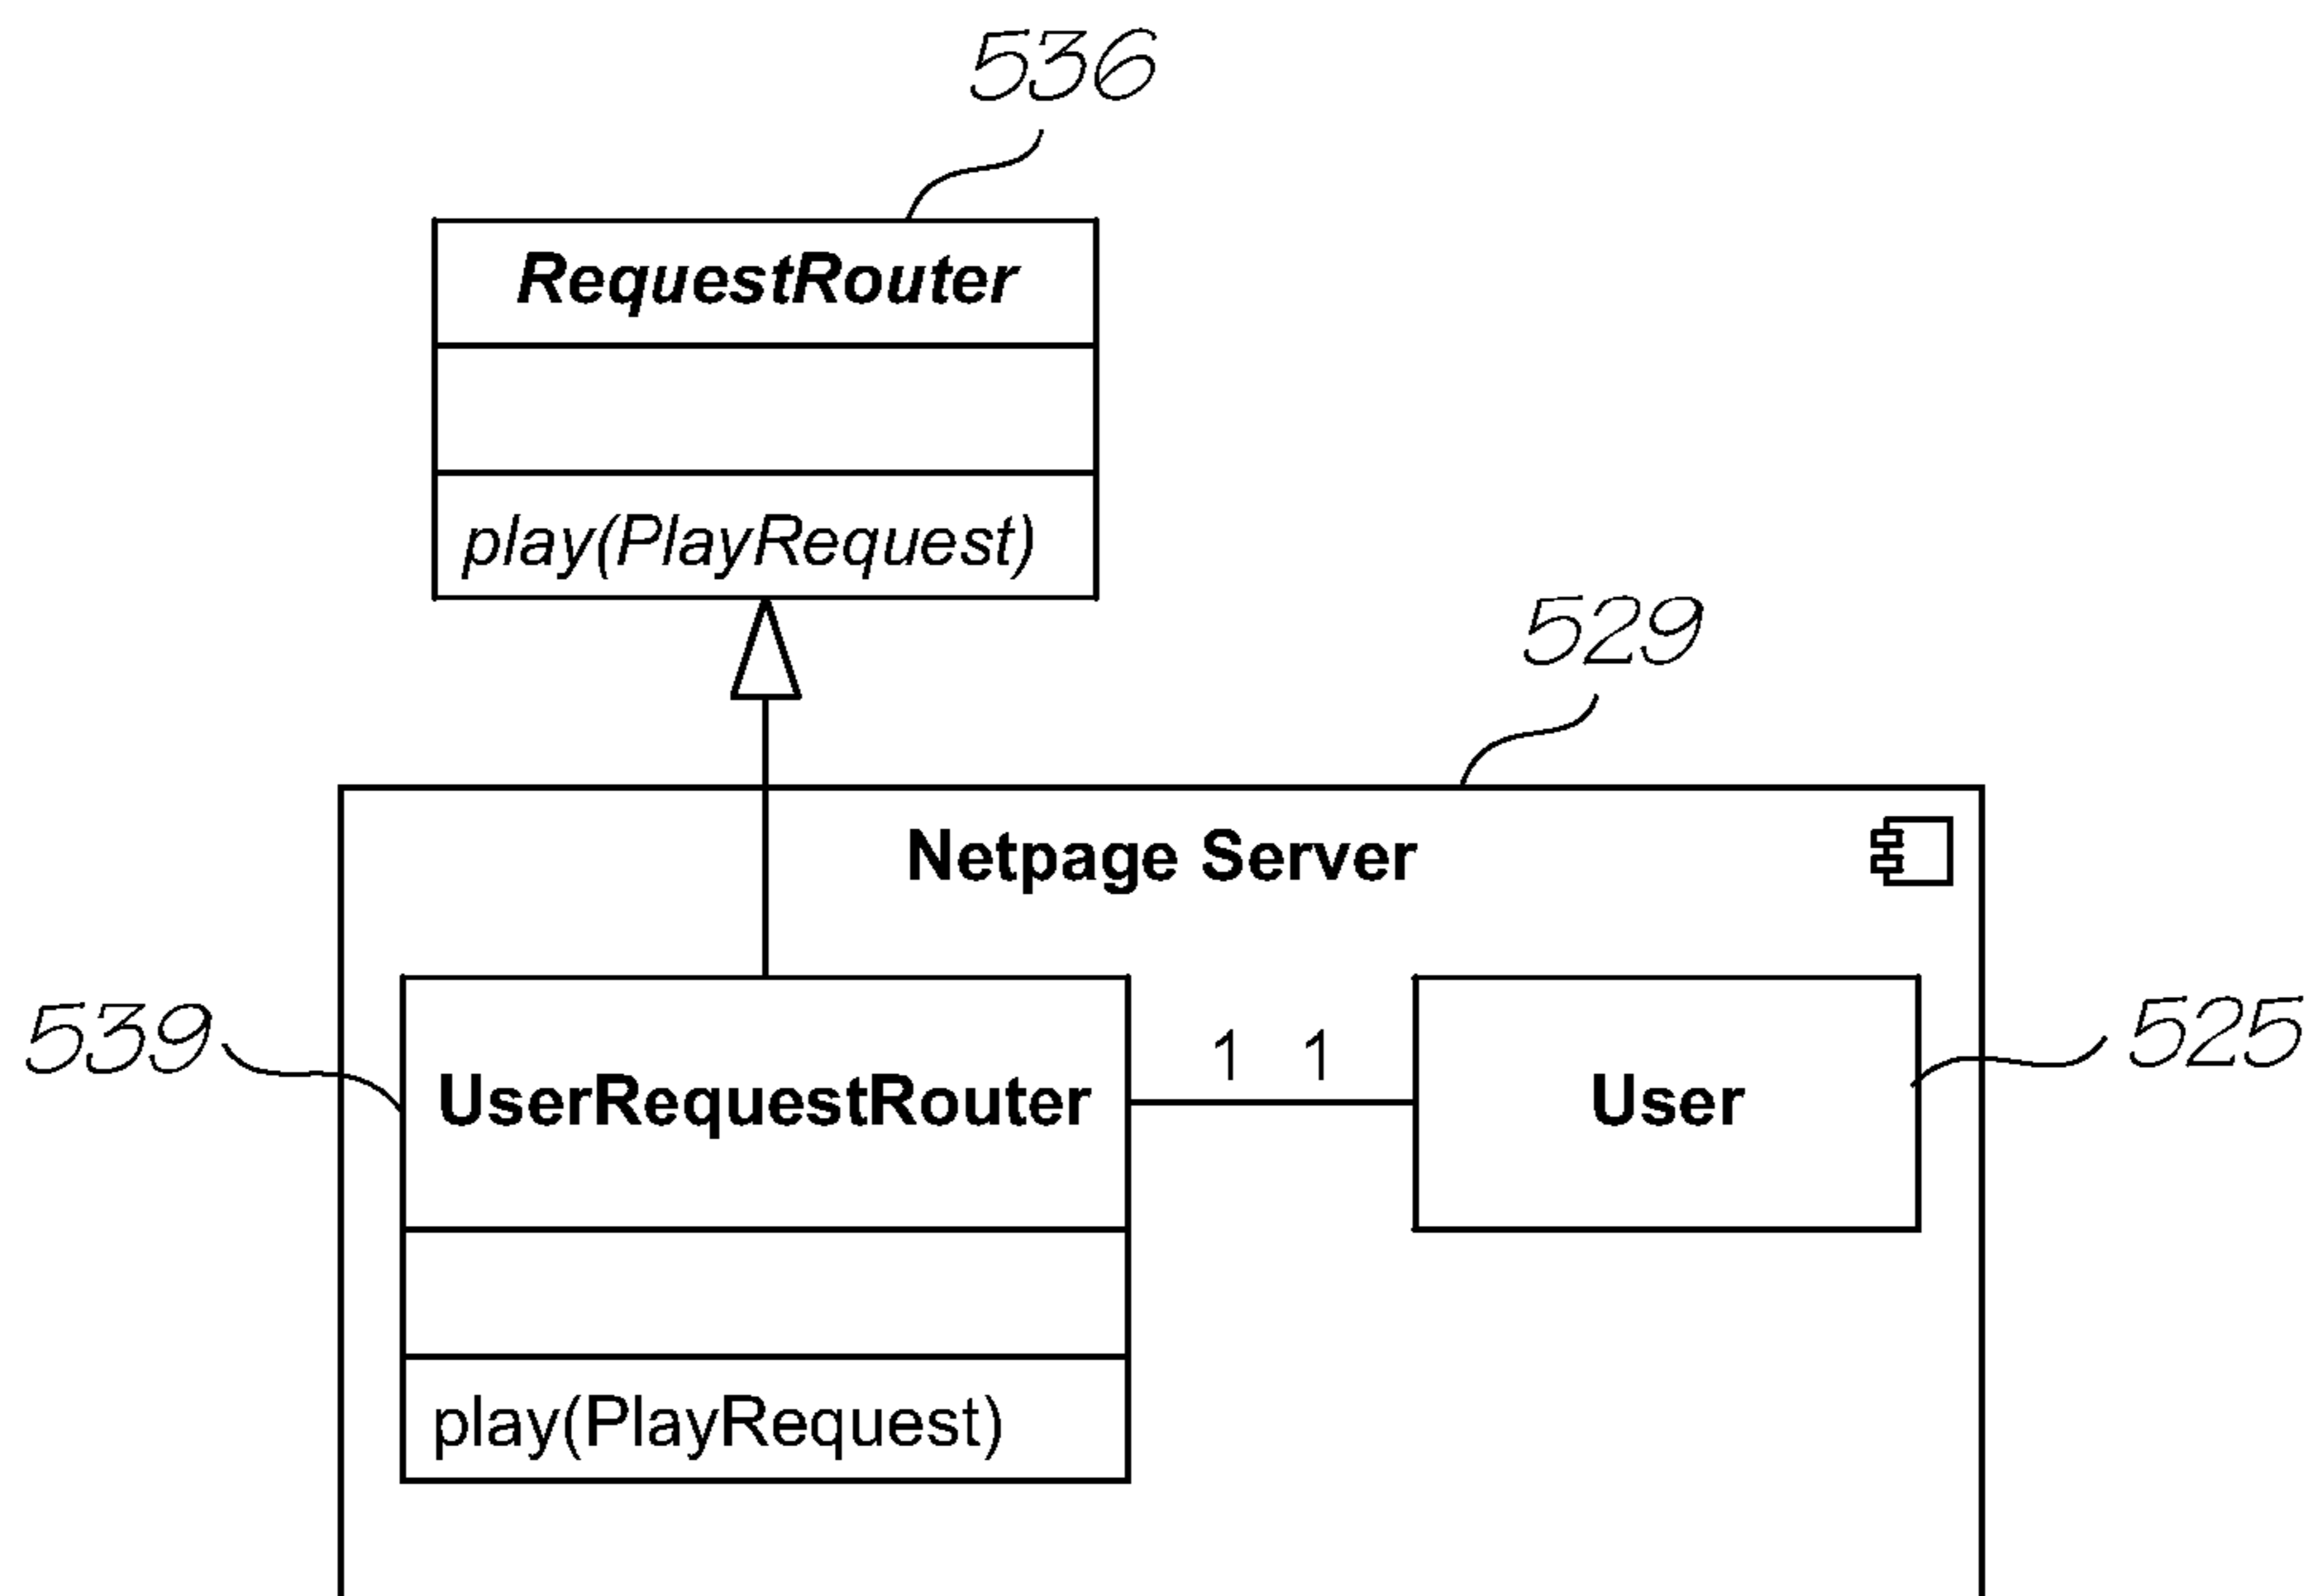 536
RequestRouter
play(PlayRequest)
529
Netpage Server
539
UserRequestRouter
1 1
User
525
play(PlayRequest)